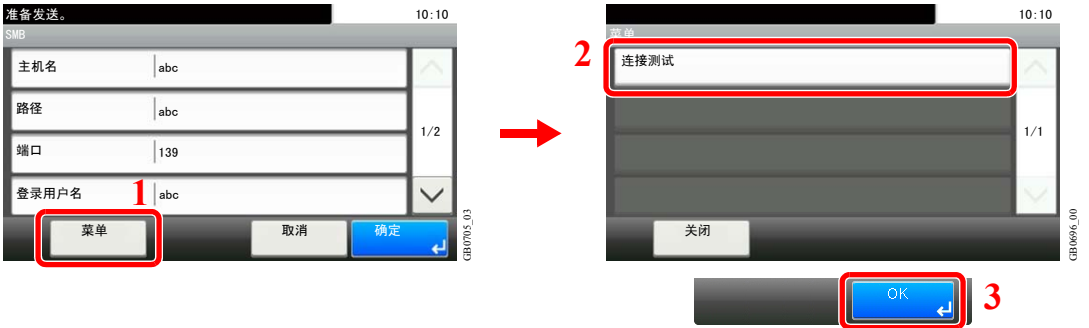 准备发送。 10:10
SMB
主机名 abc
路径 abc
端口 139
登录用户名 abc
1/2
1
菜单 取消 确定
GB0705_03
10:10
菜单
2
连接测试
1/1
关闭
GB0696_00
OK
3